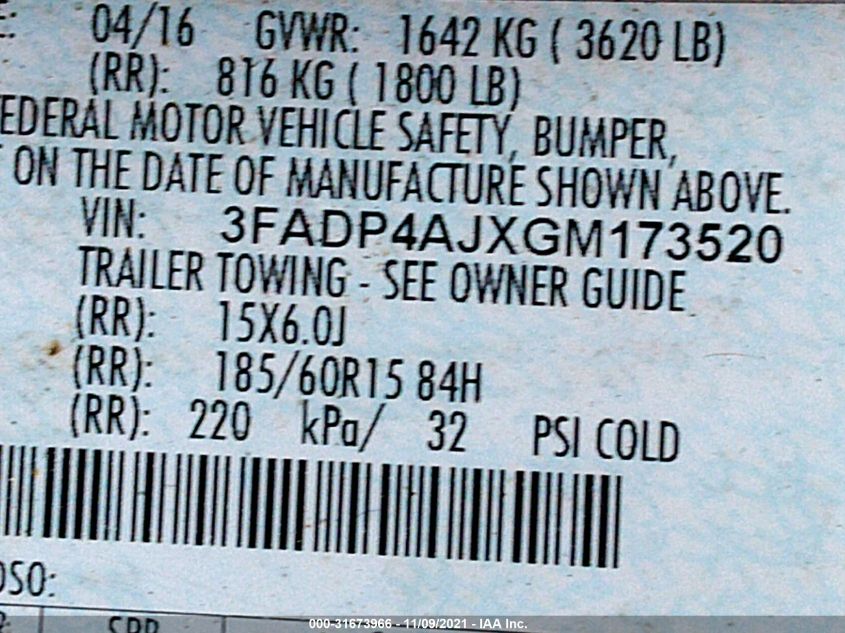 04/16 GVWR: 1642 KG ( 3620 LB)
(RR): 816 KG ( 1800 LB)
EDERAL MOTOR VEHICLE SAFETY, BUMPER,
ON THE DATE OF MANUFACTURE SHOWN ABOVE.
VIN: 3FADP4AJXGM173520
TRAILER TOWING - SEE OWNER GUIDE
(RR): 15X6.0J
(RR): 185/60R15 84H
(RR): 220 kPa/ 32 PSI COLD
OSO:
SPR
000-31673966 - 11/09/2021 - IAA Inc.